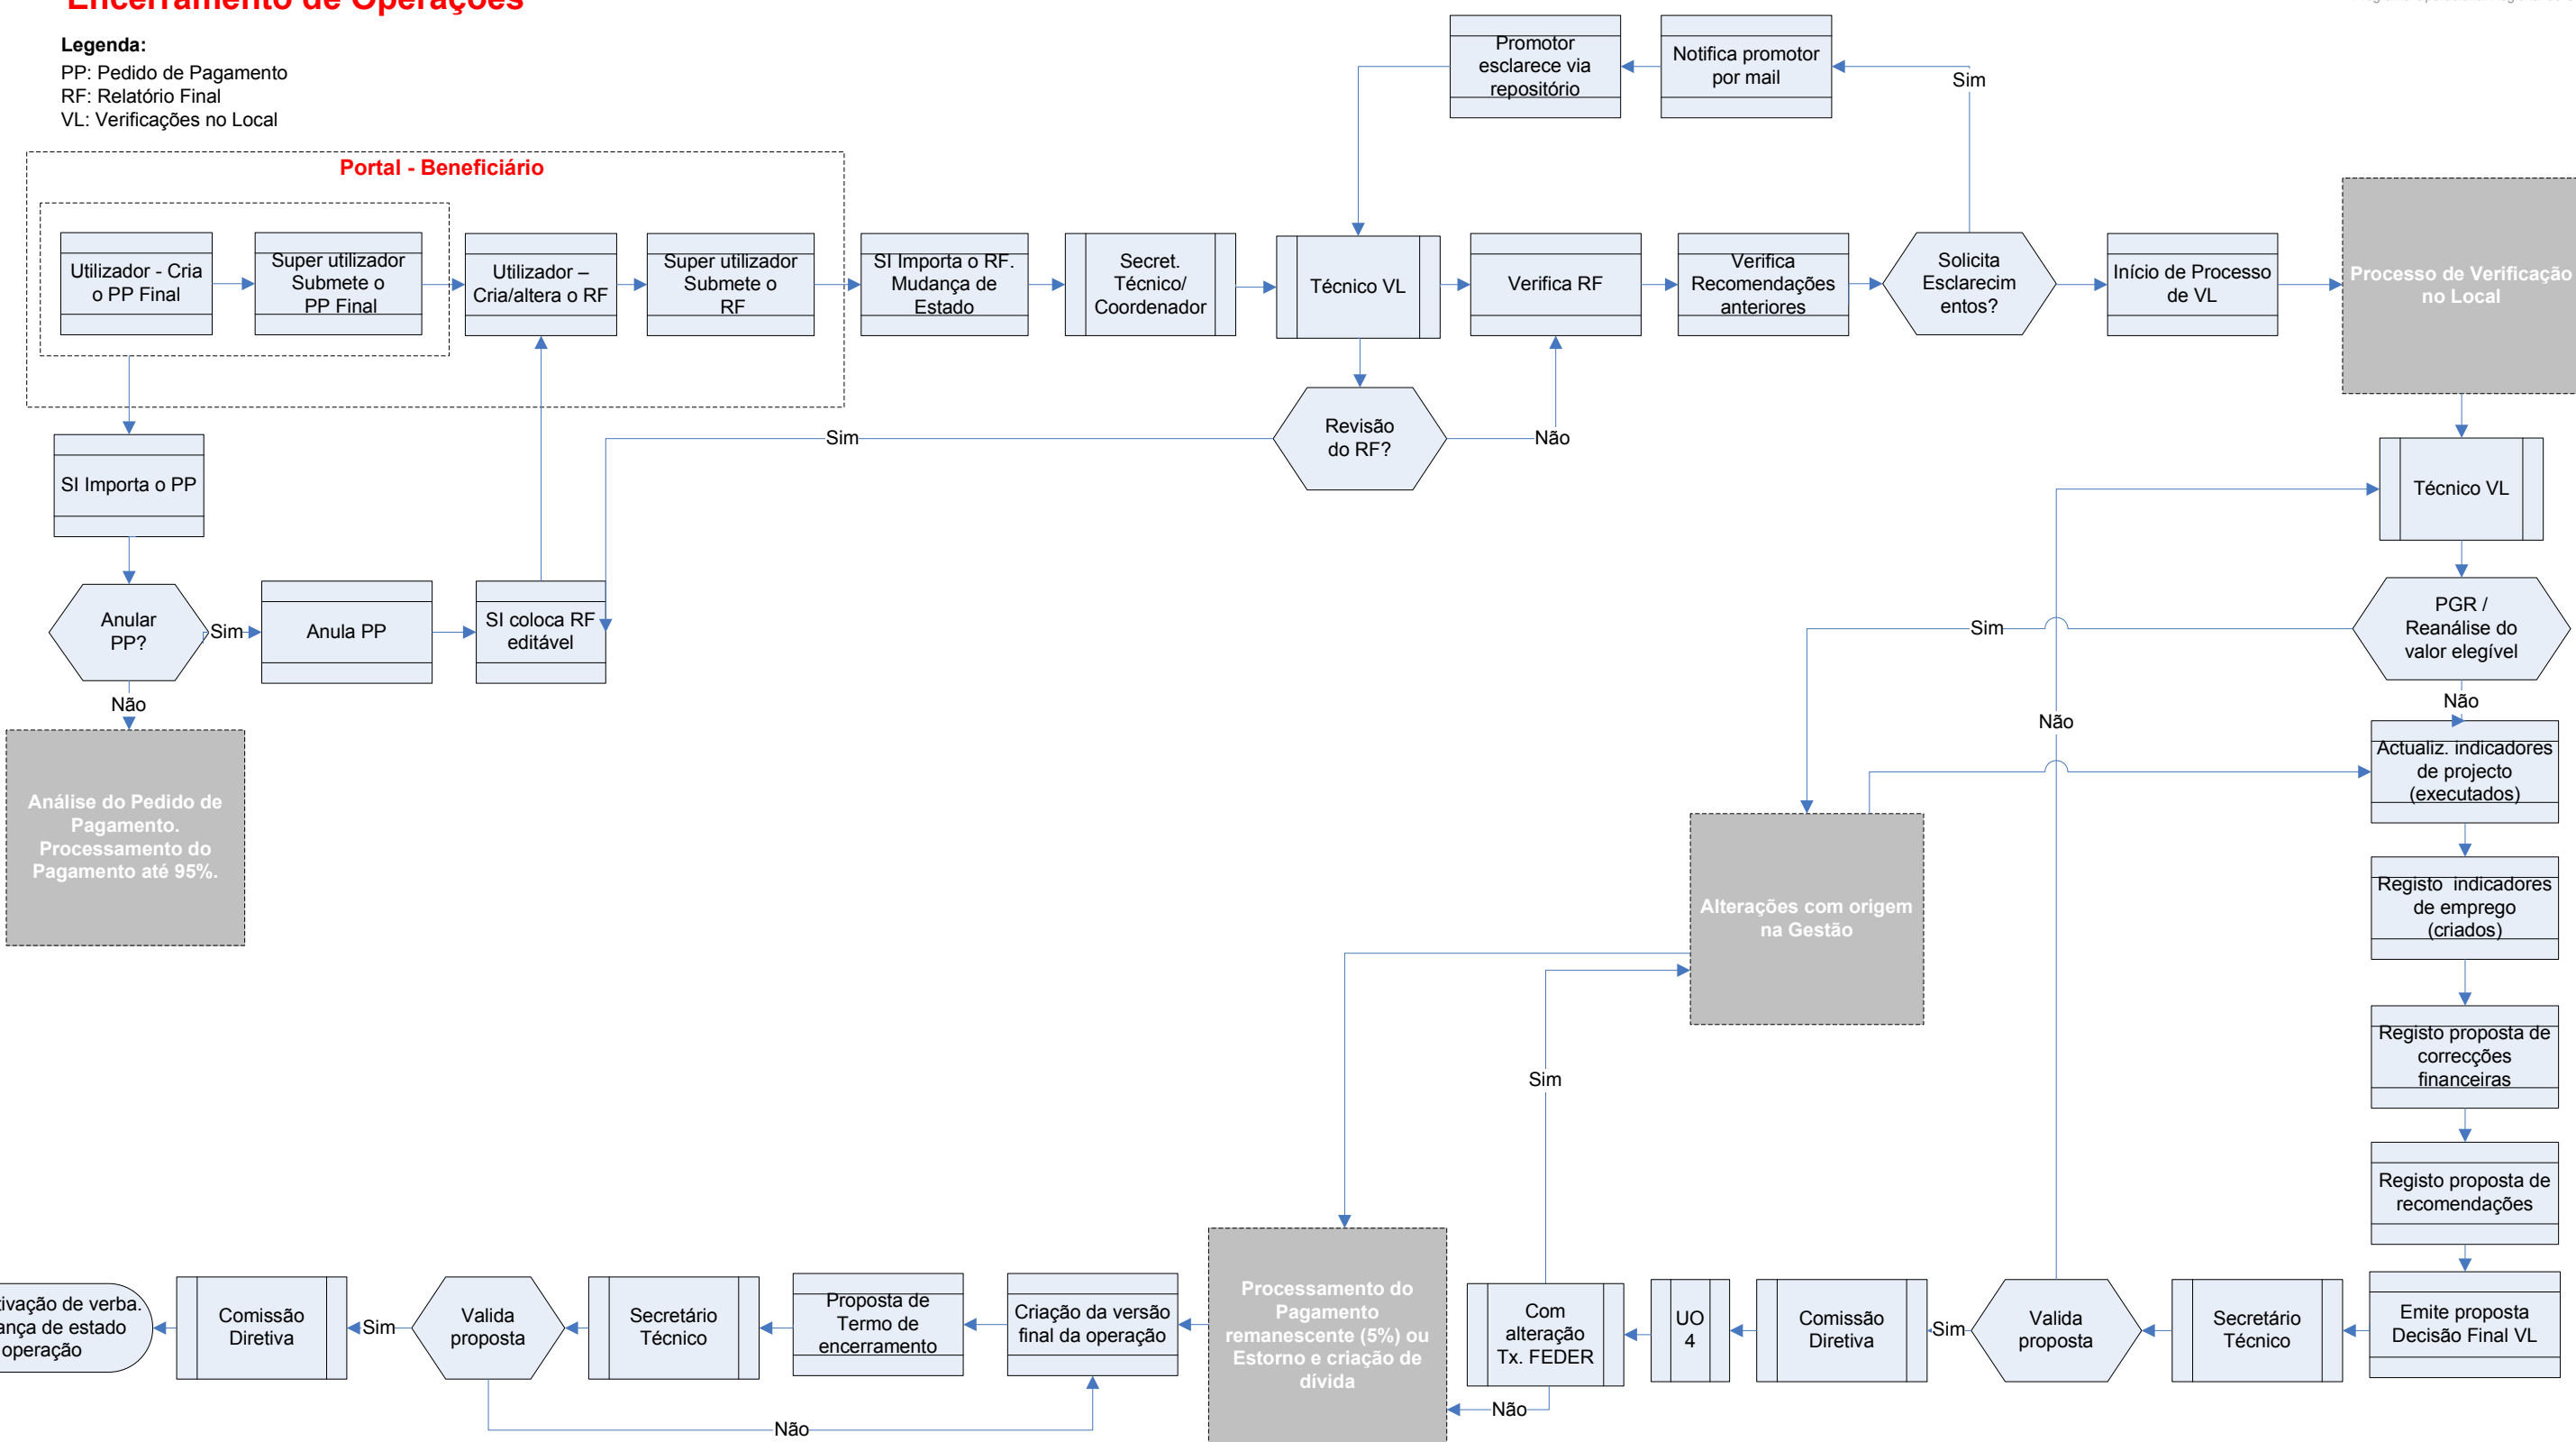 Encerramento de Operações
Legenda:
PP: Pedido de Pagamento
RF: Relatório Final
VL: Verificações no Local
Promotor
esclarece via
repositório
Notifica promotor
por mail
Sim
Portal - Beneficiário
Utilizador - Cria
o PP Final
Super utilizador
Submete o
PP Final
Utilizador –
Cria/altera o RF
Super utilizador
Submete o
RF
SI Importa o RF.
Mudança de
Estado
Secret.
Técnico/
Coordenador
Técnico VL
Verifica RF
Verifica
Recomendações
anteriores
Solicita
Esclarecim
entos?
Início de Processo
de VL
Processo de Verificação
no Local
Revisão
do RF?
Sim
Não
SI Importa o PP
Técnico VL
Anular
PP?
Sim
Anula PP
SI coloca RF
editável
PGR /
Reanálise do
valor elegível
Sim
Não
Não
Não
Análise do Pedido de
Pagamento.
Processamento do
Pagamento até 95%.
Actualiz. indicadores
de projecto
(executados)
Alterações com origem
na Gestão
Registo  indicadores
de emprego
(criados)
Registo proposta de
correcções
financeiras
Sim
Registo proposta de
recomendações
tivação de verba.
ança de estado
operação
Comissão
Diretiva
Sim
Valida
proposta
Secretário
Técnico
Proposta de
Termo de
encerramento
Criação da versão
final da operação
Processamento do
Pagamento
remanescente (5%) ou
Estorno e criação de
dívida
Com
alteração
Tx. FEDER
UO
4
Comissão
Diretiva
Sim
Valida
proposta
Secretário
Técnico
Emite proposta
Decisão Final VL
Não
Não